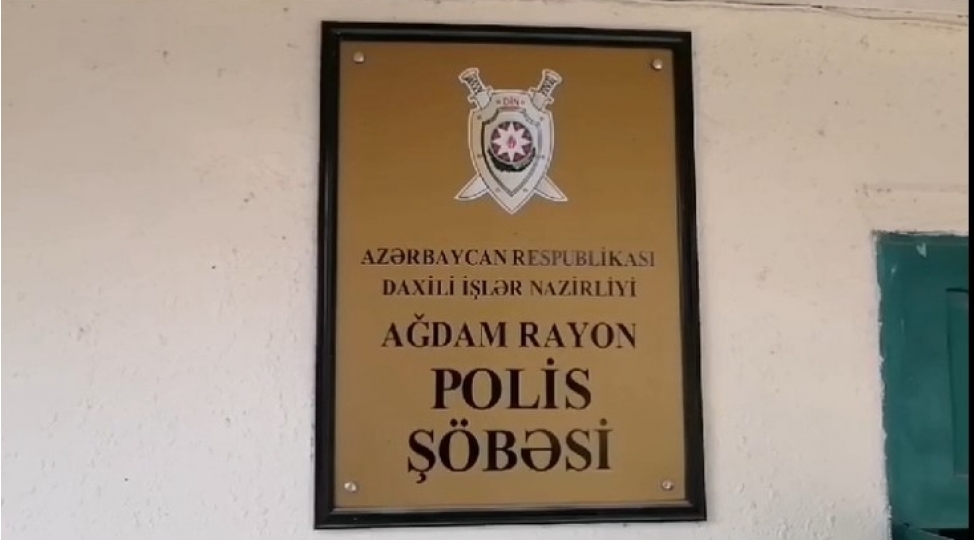 DİN
AZƏRBAYCAN RESPUBLİKASI
DAXİLİ İŞLƏR NAZİRLİYİ
AĞDAM RAYON
POLİS
ŞÖBƏSİ